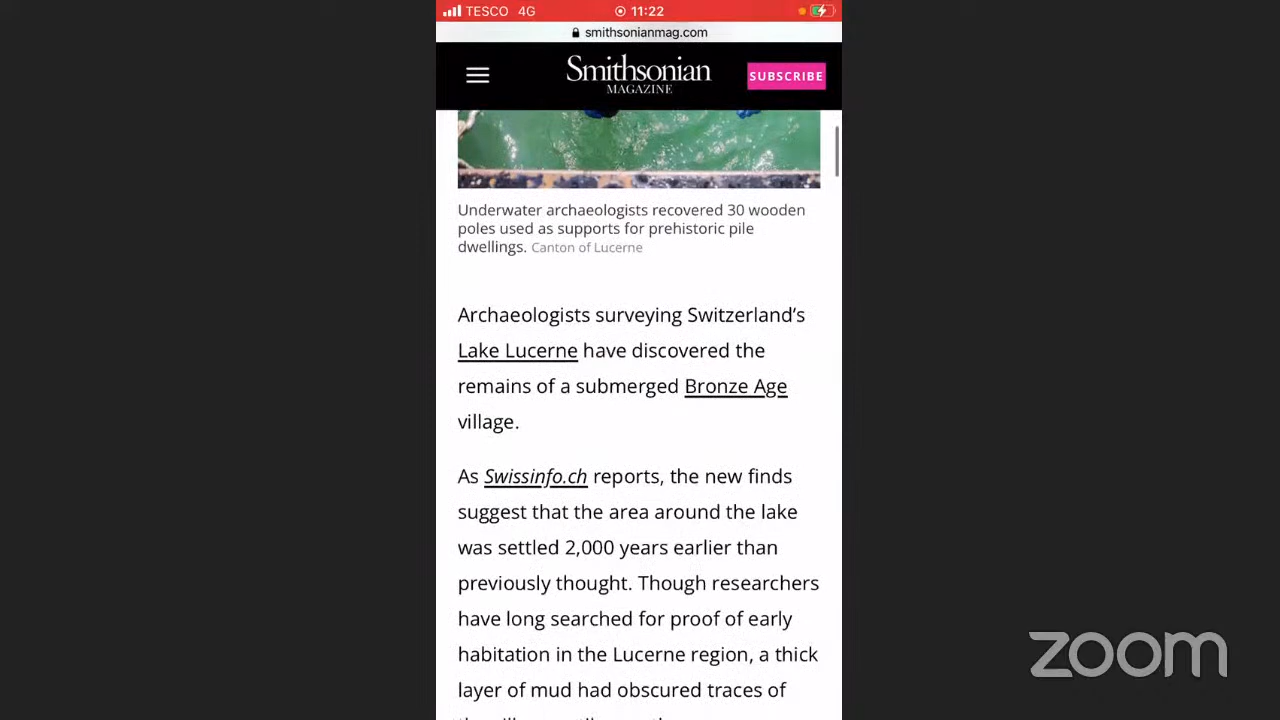 TESCO 4G 11:22
smithsonianmag.com
Smithsonian
MAGAZINE
SUBSCRIBE
Underwater archaeologists recovered 30 wooden
poles used as supports for prehistoric pile
dwellings. Canton of Lucerne
Archaeologists surveying Switzerland’s
Lake Lucerne have discovered the
remains of a submerged Bronze Age
village.
As Swissinfo.ch reports, the new finds
suggest that the area around the lake
was settled 2,000 years earlier than
previously thought. Though researchers
have long searched for proof of early
habitation in the Lucerne region, a thick
layer of mud had obscured traces of
zoom